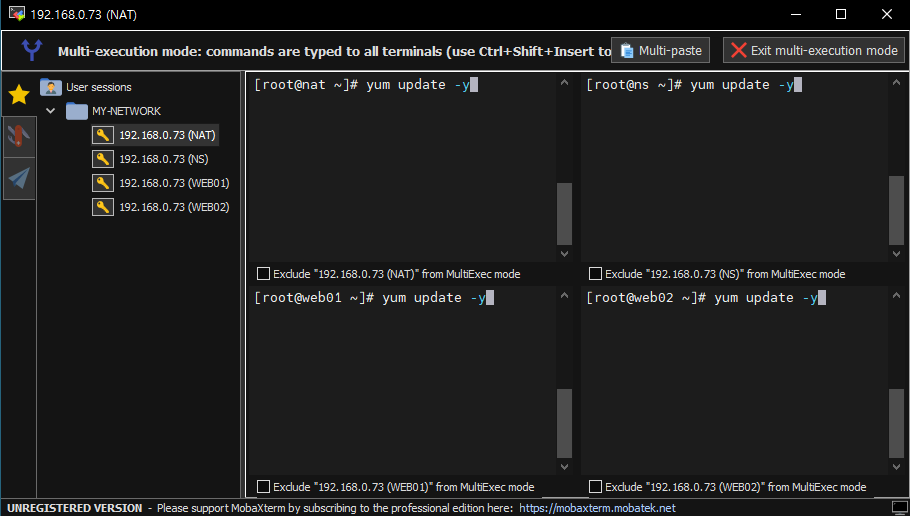 192.168.0.73 (NAT)
Multi-execution mode: commands are typed to all terminals (use Ctrl+Shift+Insert to
Multi-paste
Exit multi-execution mode
User sessions
MY-NETWORK
192.168.0.73 (NAT)
192.168.0.73 (NS)
192.168.0.73 (WEB01)
192.168.0.73 (WEB02)
[root@nat ~]# yum update -y
Exclude "192.168.0.73 (NAT)" from MultiExec mode
[root@ns ~]# yum update -y
Exclude "192.168.0.73 (NS)" from MultiExec mode
[root@web01 ~]# yum update -y
Exclude "192.168.0.73 (WEB01)" from MultiExec mode
[root@web02 ~]# yum update -y
Exclude "192.168.0.73 (WEB02)" from MultiExec mode
UNREGISTERED VERSION - Please support MobaXterm by subscribing to the professional edition here: https://mobaxterm.mobatek.net